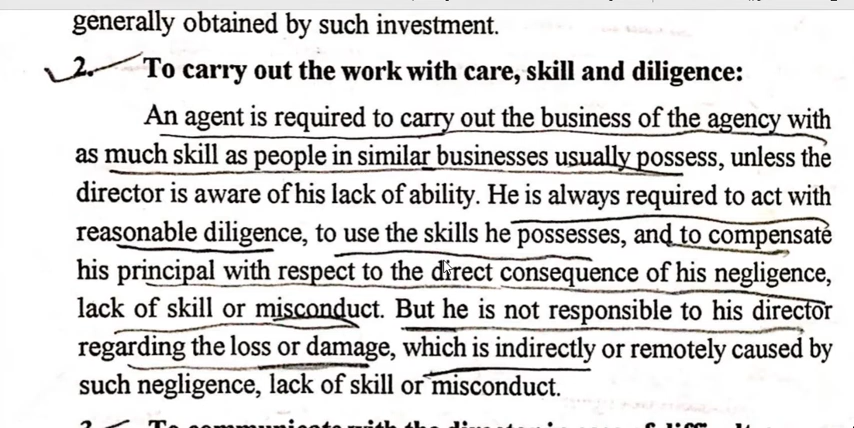 generally obtained by such investment.
2. To carry out the work with care, skill and diligence:
An agent is required to carry out the business of the agency with
as much skill as people in similar businesses usually possess, unless the
director is aware of his lack of ability. He is always required to act with
reasonable diligence, to use the skills he possesses, and to compensate
his principal with respect to the direct consequence of his negligence,
lack of skill or misconduct. But he is not responsible to his director
regarding the loss or damage, which is indirectly or remotely caused by
such negligence, lack of skill or misconduct.